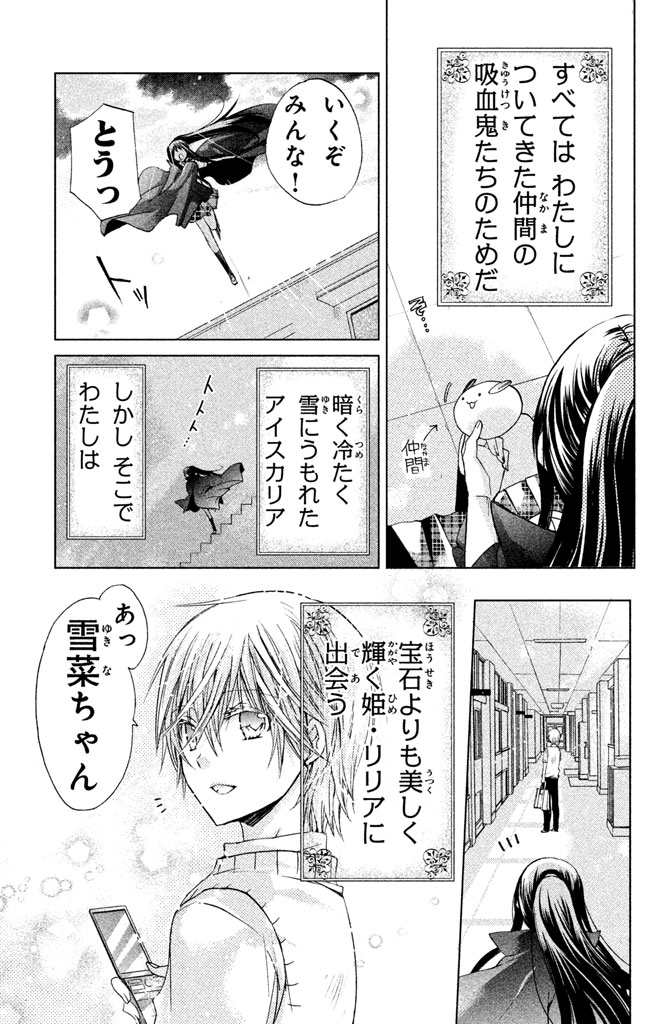 すべては わたしに
ついてきた仲間の
吸血鬼たちのためだ
そ…
仲間
いくぞ
みんな！
とうっ
トッ
暗く冷たく
雪にうもれた
アイスカリア
トトト…
しかし そこで
わたしは
宝石よりも美しく
輝く姫・リリアに
出会う
あっ
雪菜ちゃん